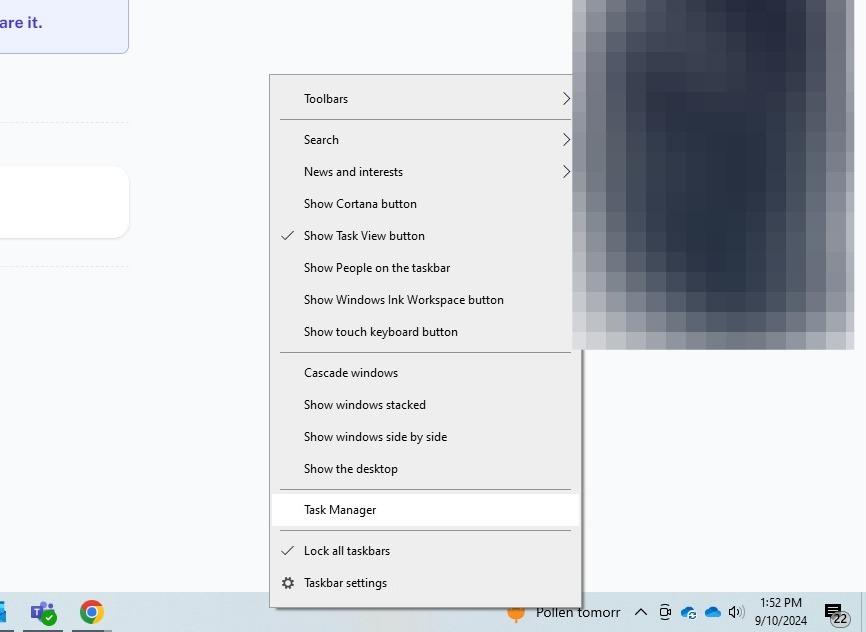 are it.
Toolbars
Search
News and interests
Show Cortana button
Show Task View button
Show People on the taskbar
Show Windows Ink Workspace button
Show touch keyboard button
Cascade windows
Show windows stacked
Show windows side by side
Show the desktop
Task Manager
Lock all taskbars
Taskbar settings
T
Pollen tomorr
1:52 PM
9/10/2024
22